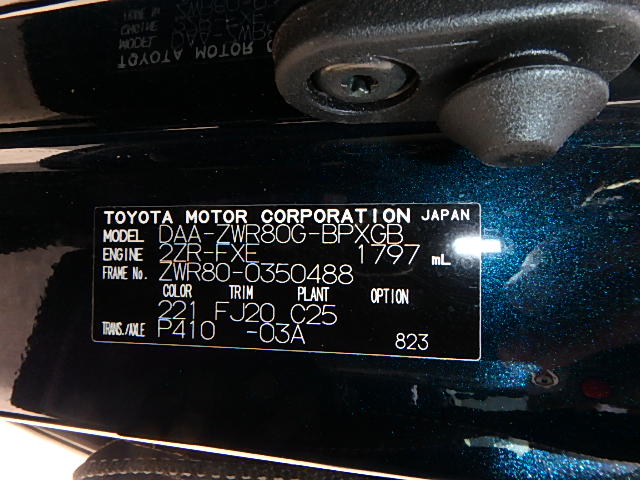 TOYOTA MOTOR CORPORATION JAPAN
MODEL DAA-ZWR80G-BPXGB
ENGINE 2ZR-FXE 1797 mL
FRAME No. ZWR80-0350488
COLOR TRIM PLANT OPTION
221 FJ20 C25
TRANS./AXLE P410 -03A 823